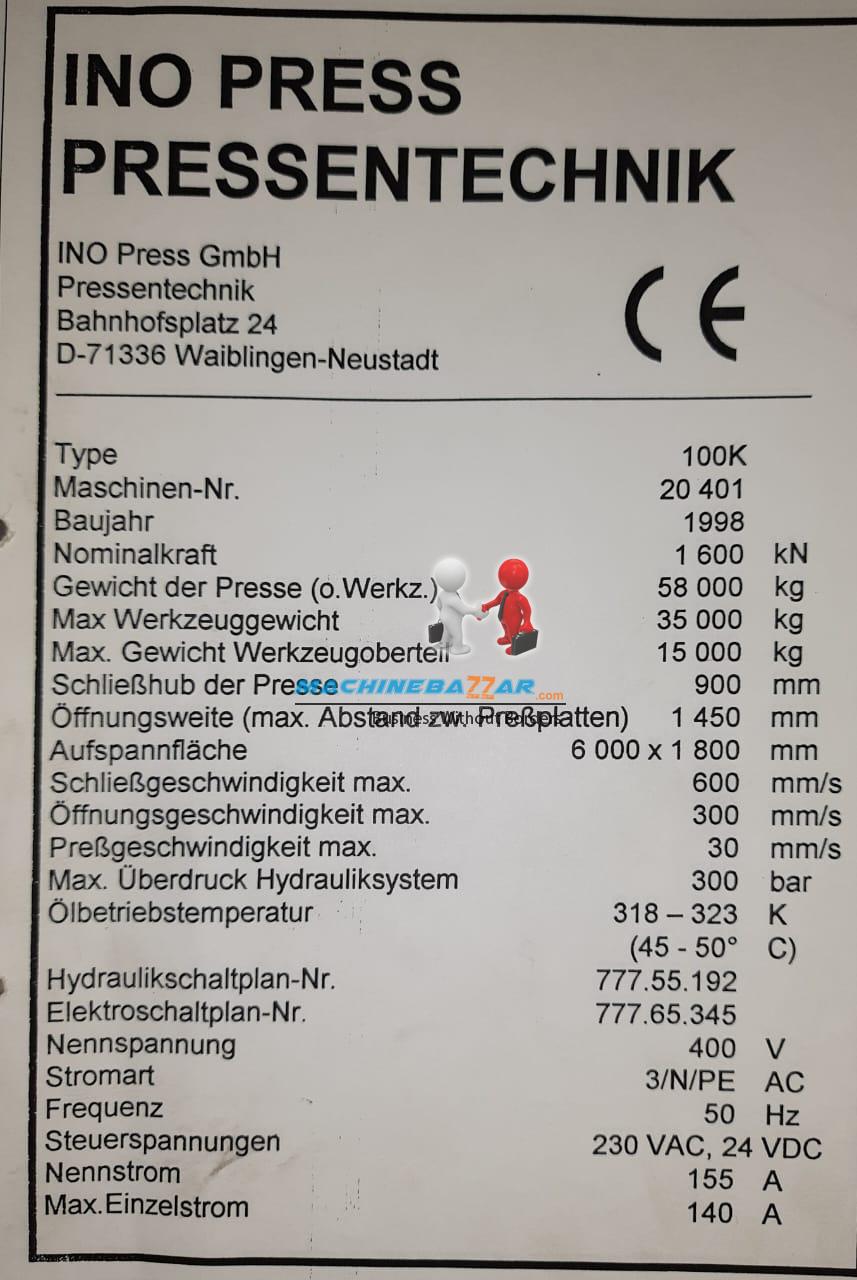 INO PRESS
PRESSENTECHNIK
INO Press GmbH
Pressentechnik
Bahnhofsplatz 24
D-71336 Waiblingen-Neustadt
CE
Type 100K
Maschinen-Nr. 20 401
Baujahr 1998
Nominalkraft 1 600 kN
Gewicht der Presse (o.Werkz.) 58 000 kg
Max Werkzeuggewicht 35 000 kg
Max. Gewicht Werkzeugoberteil 15 000 kg
Schließhub der Presse 900 mm
MACHINEBAZZAR.com
Öffnungsweite (max. Abstand zw. Preßplatten) 1 450 mm
Business Without Borders
Aufspannfläche 6 000 x 1 800 mm
Schließgeschwindigkeit max. 600 mm/s
Öffnungsgeschwindigkeit max. 300 mm/s
Preßgeschwindigkeit max. 30 mm/s
Max. Überdruck Hydrauliksystem 300 bar
Ölbetriebstemperatur 318 – 323 K
(45 - 50° C)
Hydraulikschaltplan-Nr. 777.55.192
Elektroschaltplan-Nr. 777.65.345
Nennspannung 400 V
Stromart 3/N/PE AC
Frequenz 50 Hz
Steuerspannungen 230 VAC, 24 VDC
Nennstrom 155 A
Max.Einzelstrom 140 A